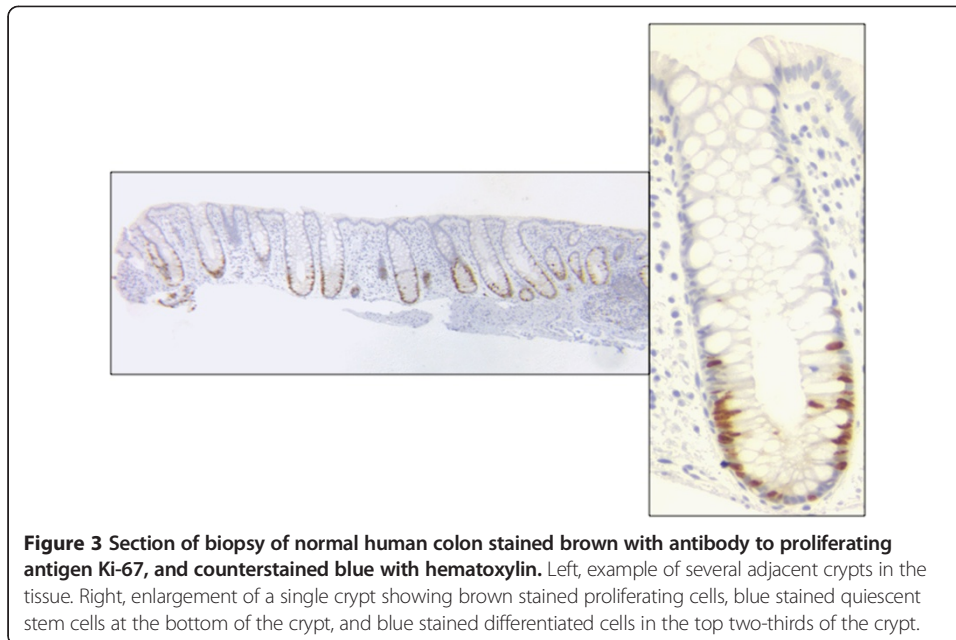 Figure 3 Section of biopsy of normal human colon stained brown with antibody to proliferating
antigen Ki-67, and counterstained blue with hematoxylin. Left, example of several adjacent crypts in the
tissue. Right, enlargement of a single crypt showing brown stained proliferating cells, blue stained quiescent
stem cells at the bottom of the crypt, and blue stained differentiated cells in the top two-thirds of the crypt.